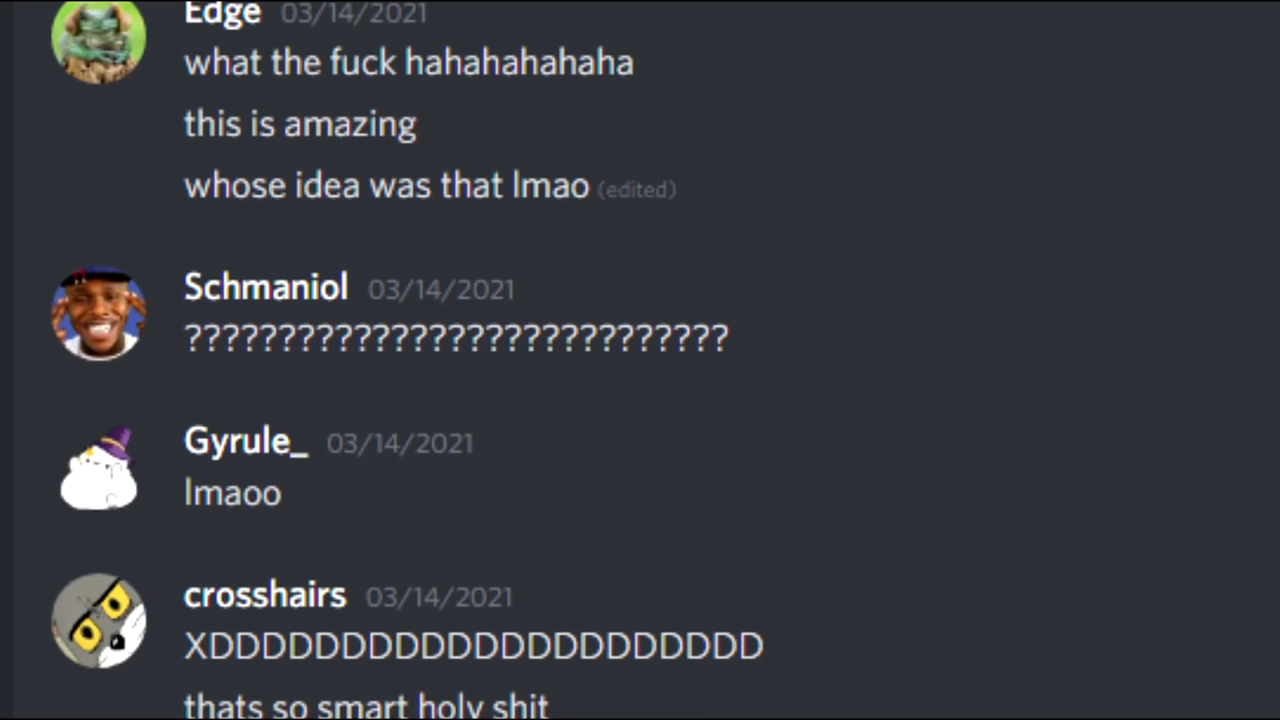 Edge 03/14/2021
what the fuck hahahahahaha
this is amazing
whose idea was that lmao (edited)
Schmaniol 03/14/2021
?????????????????????????????
Gyrule_ 03/14/2021
lmaoo
crosshairs 03/14/2021
XDDDDDDDDDDDDDDDDDDDDD
thats so smart holy shit